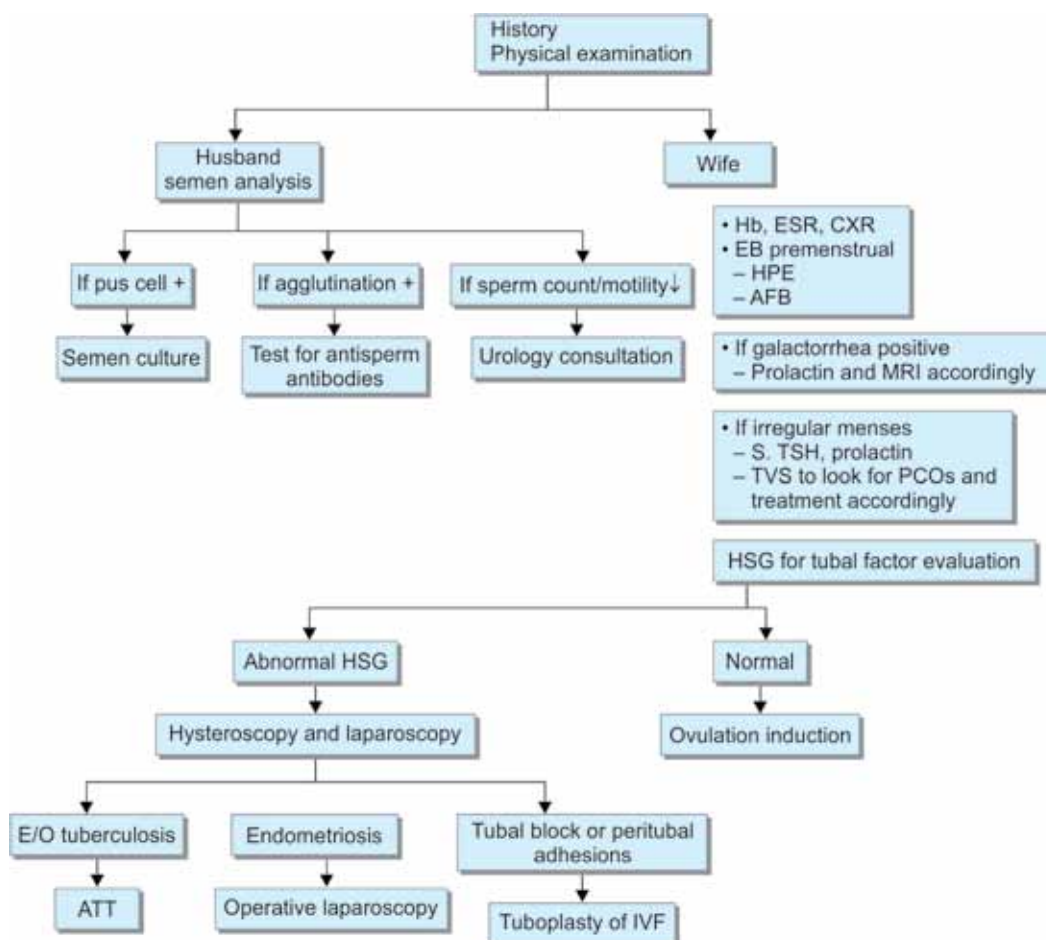 History
Physical examination
Husband
semen analysis
Wife
If pus cell +
If agglutination +
If sperm count/motility↓
Semen culture
Test for antisperm
antibodies
Urology consultation
• Hb, ESR, CXR
• EB premenstrual
– HPE
– AFB
• If galactorrhea positive
– Prolactin and MRI accordingly
• If irregular menses
– S. TSH, prolactin
– TVS to look for PCOs and
treatment accordingly
HSG for tubal factor evaluation
Abnormal HSG
Normal
Hysteroscopy and laparoscopy
Ovulation induction
E/O tuberculosis
Endometriosis
Tubal block or peritubal
adhesions
ATT
Operative laparoscopy
Tuboplasty of IVF